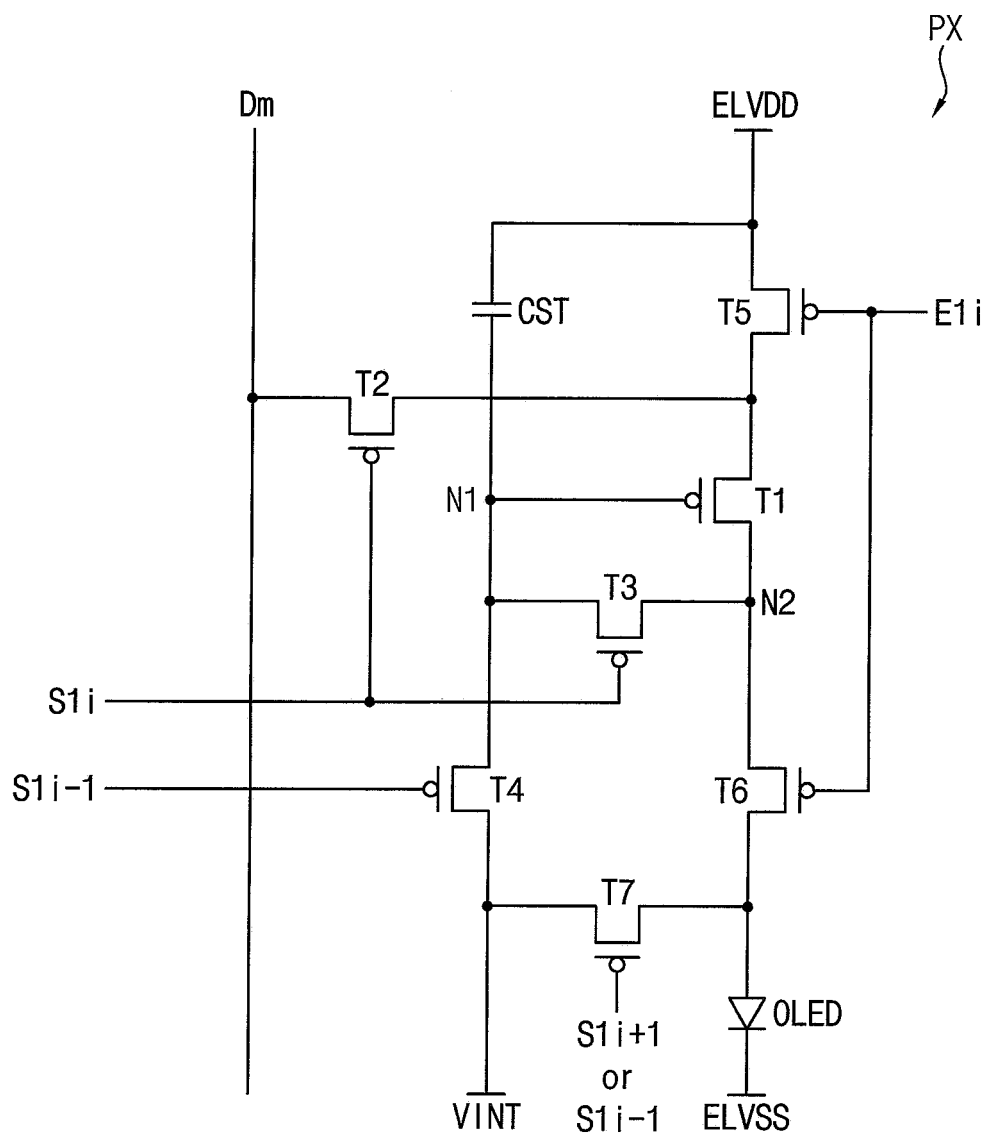 PX
Dm
ELVDD
CST
T5
E1i
T2
N1
T1
T3
N2
S1i
S1i-1
T4
T6
T7
OLED
S1i+1
or
S1i-1
VINT
ELVSS